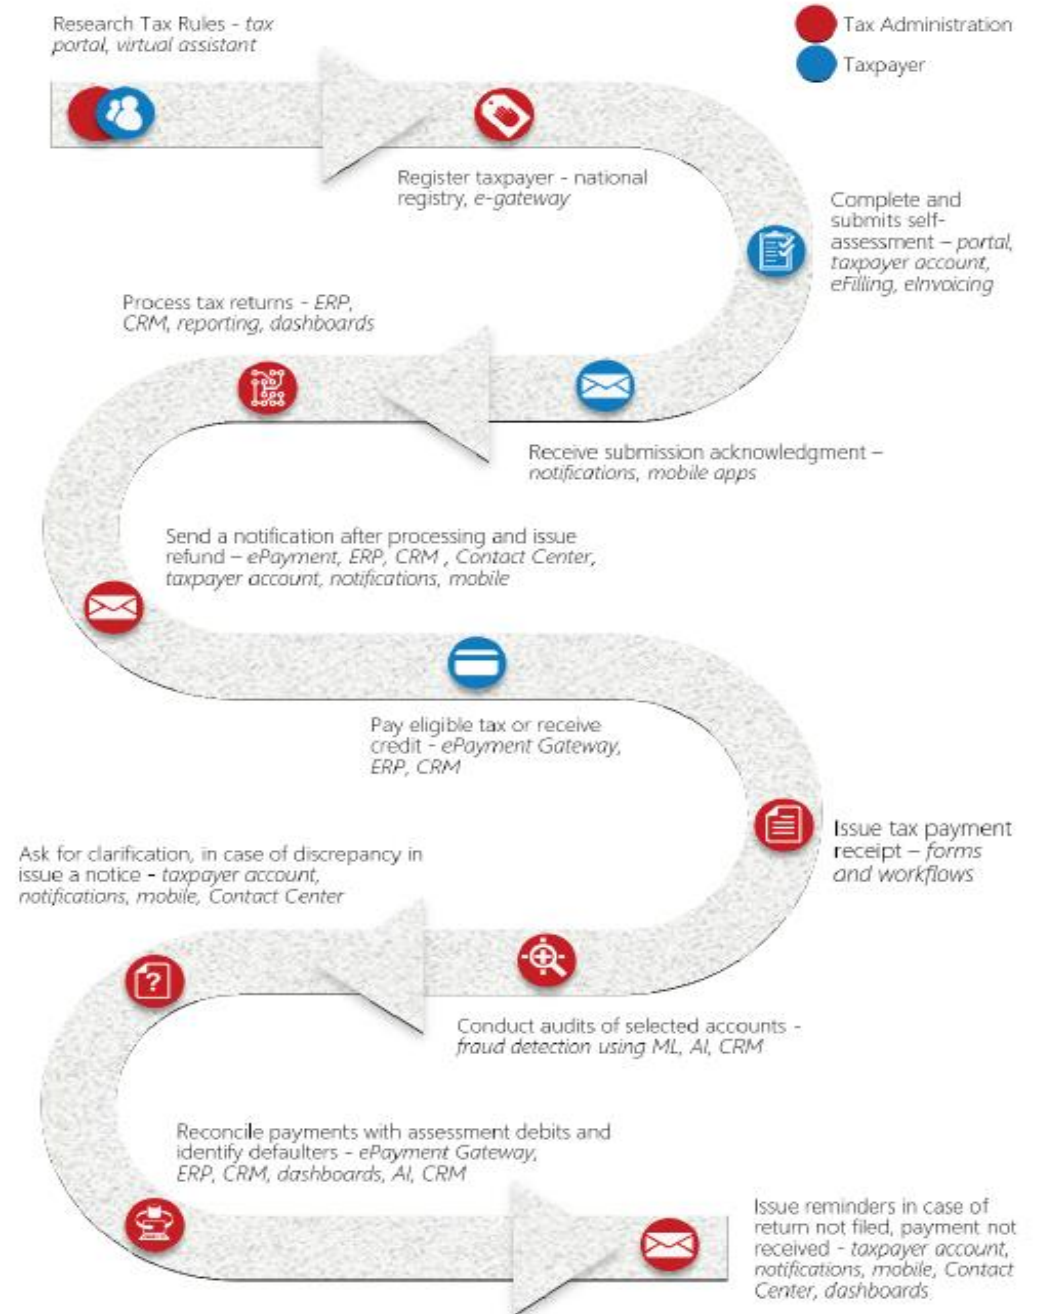 Research Tax Rules - tax
portal, virtual assistant
Tax Administration
Taxpayer
Register taxpayer - national
registry, e-gateway
Complete and
submits self-
assessment – portal,
taxpayer account,
eFilling, eInvoicing
Process tax returns - ERP,
CRM, reporting, dashboards
Receive submission acknowledgment –
notifications, mobile apps
Send a notification after processing and issue
refund – ePayment, ERP, CRM , Contact Center,
taxpayer account, notifications, mobile
Pay eligible tax or receive
credit - ePayment Gateway,
ERP, CRM
Issue tax payment
receipt – forms
and workflows
Ask for clarification, in case of discrepancy in
issue a notice - taxpayer account,
notifications, mobile, Contact Center
?
Conduct audits of selected accounts -
fraud detection using ML, AI, CRM
Reconcile payments with assessment debits and
identify defaulters - ePayment Gateway,
ERP, CRM, dashboards, AI, CRM
Issue reminders in case of
return not filed, payment not
received - taxpayer account,
notifications, mobile, Contact
Center, dashboards